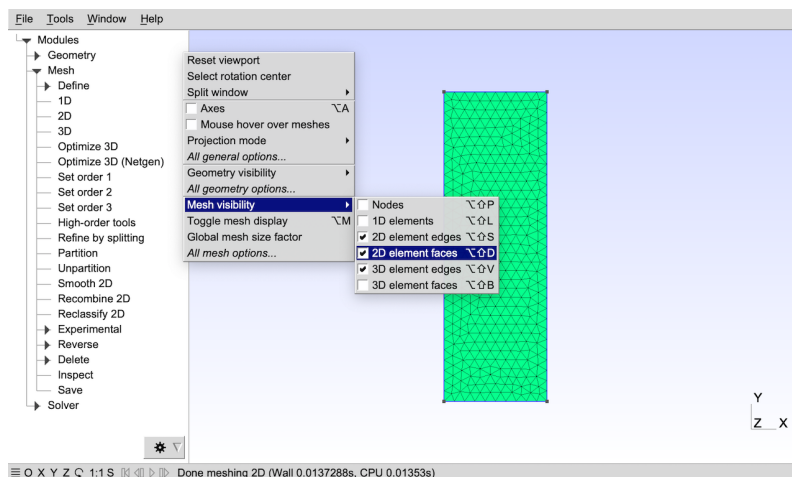 File Tools Window Help
Modules
Geometry
Mesh
Define
1D
2D
3D
Optimize 3D
Optimize 3D (Netgen)
Set order 1
Set order 2
Set order 3
High-order tools
Refine by splitting
Partition
Unpartition
Smooth 2D
Recombine 2D
Reclassify 2D
Experimental
Reverse
Delete
Inspect
Save
Solver
Reset viewport
Select rotation center
Split window
Axes ⌥A
Mouse hover over meshes
Projection mode
All general options...
Geometry visibility
All geometry options...
Mesh visibility
Toggle mesh display ⌥M
Global mesh size factor
All mesh options...
Nodes ⌥⇧P
1D elements ⌥⇧L
2D element edges ⌥⇧S
2D element faces ⌥⇧D
3D element edges ⌥⇧V
3D element faces ⌥⇧B
Y
Z X
O X Y Z 1:1 S Done meshing 2D (Wall 0.0137288s, CPU 0.01353s)